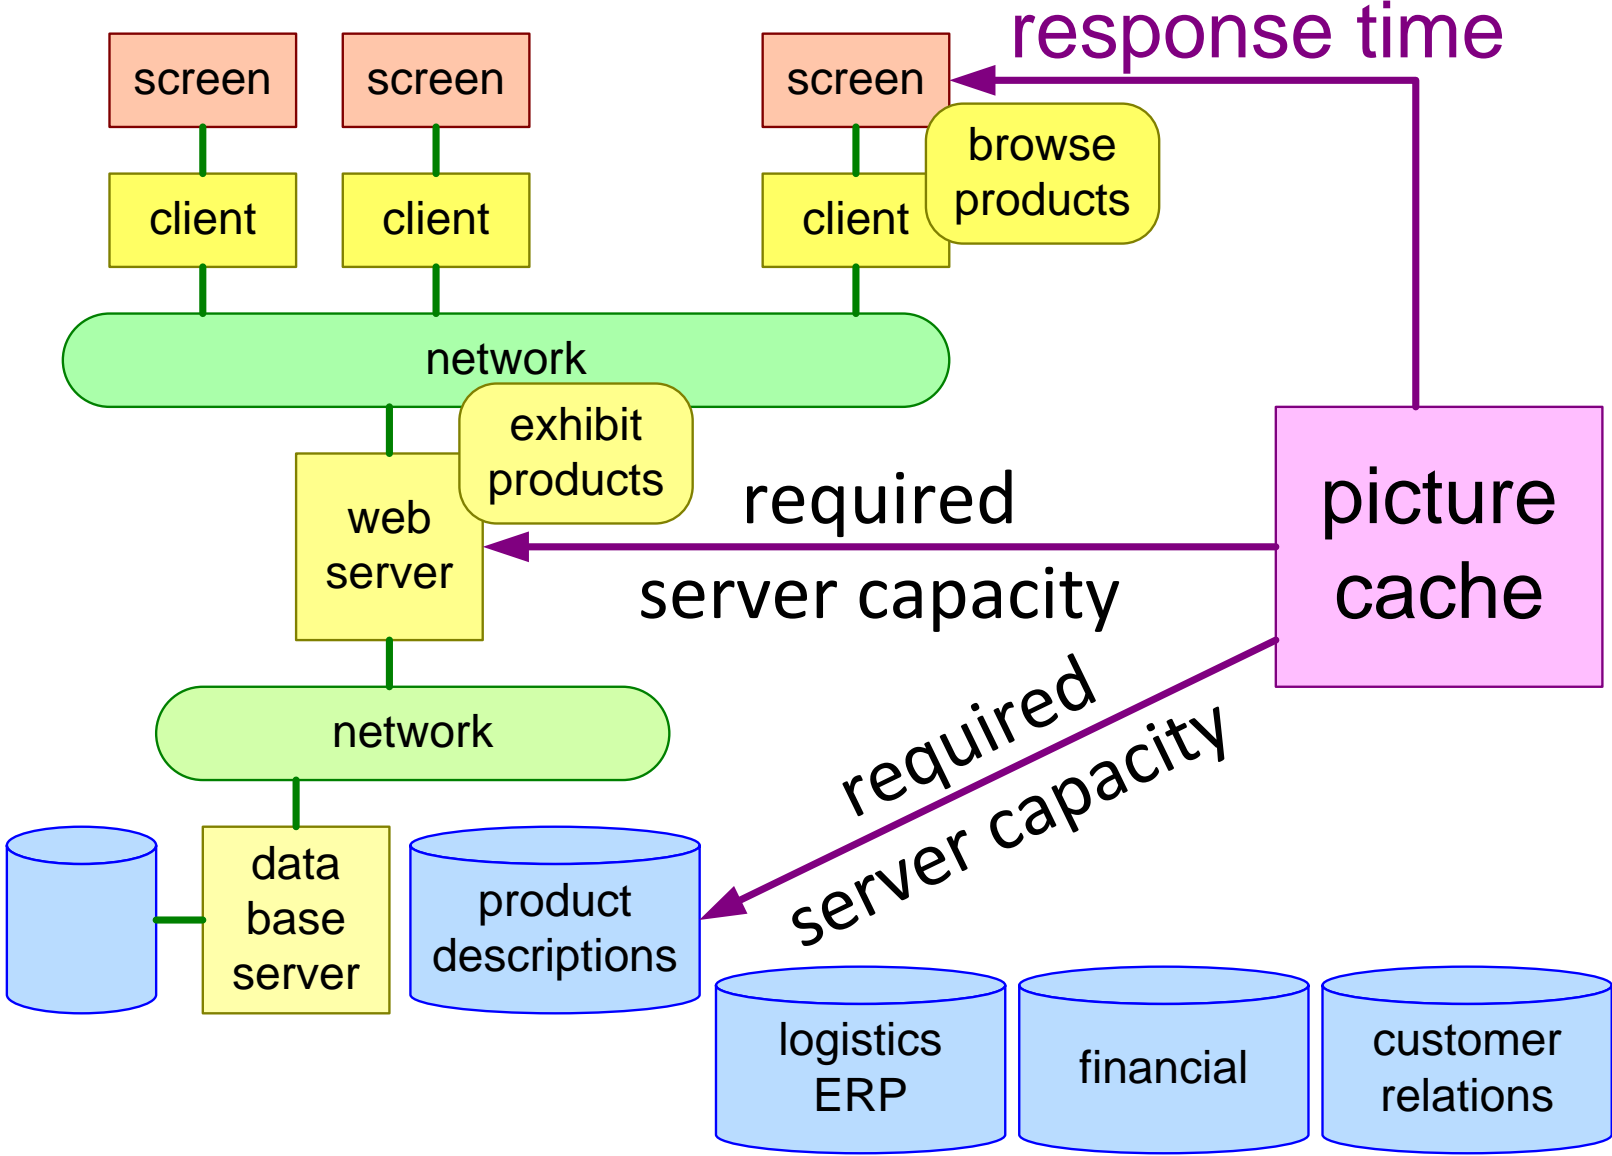 response time
screen
screen
screen
browse
products
client
client
client
network
exhibit
products
web
server
required
server capacity
picture
cache
required
server capacity
network
data
base
server
product
descriptions
logistics
ERP
financial
customer
relations